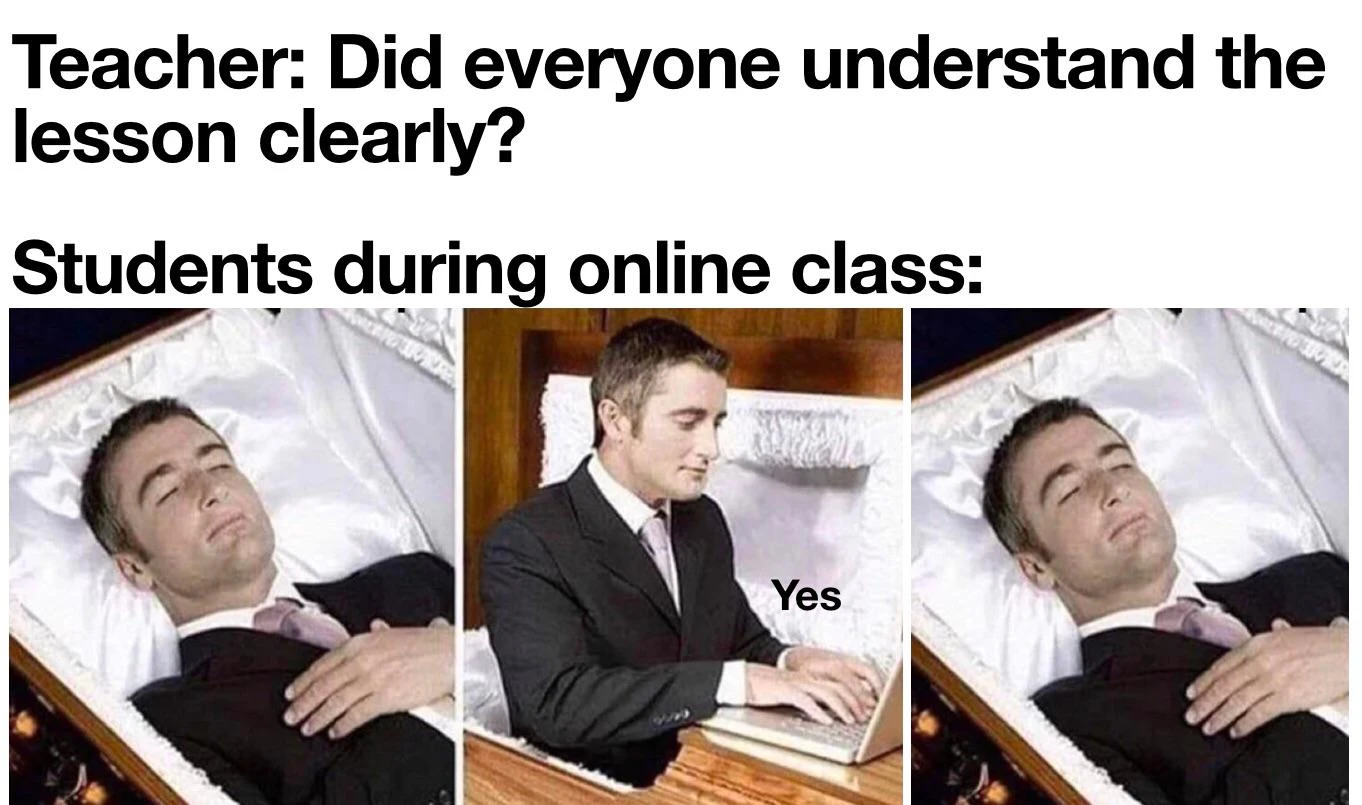 Teacher: Did everyone understand the
lesson clearly?
Students during online class:
Yes